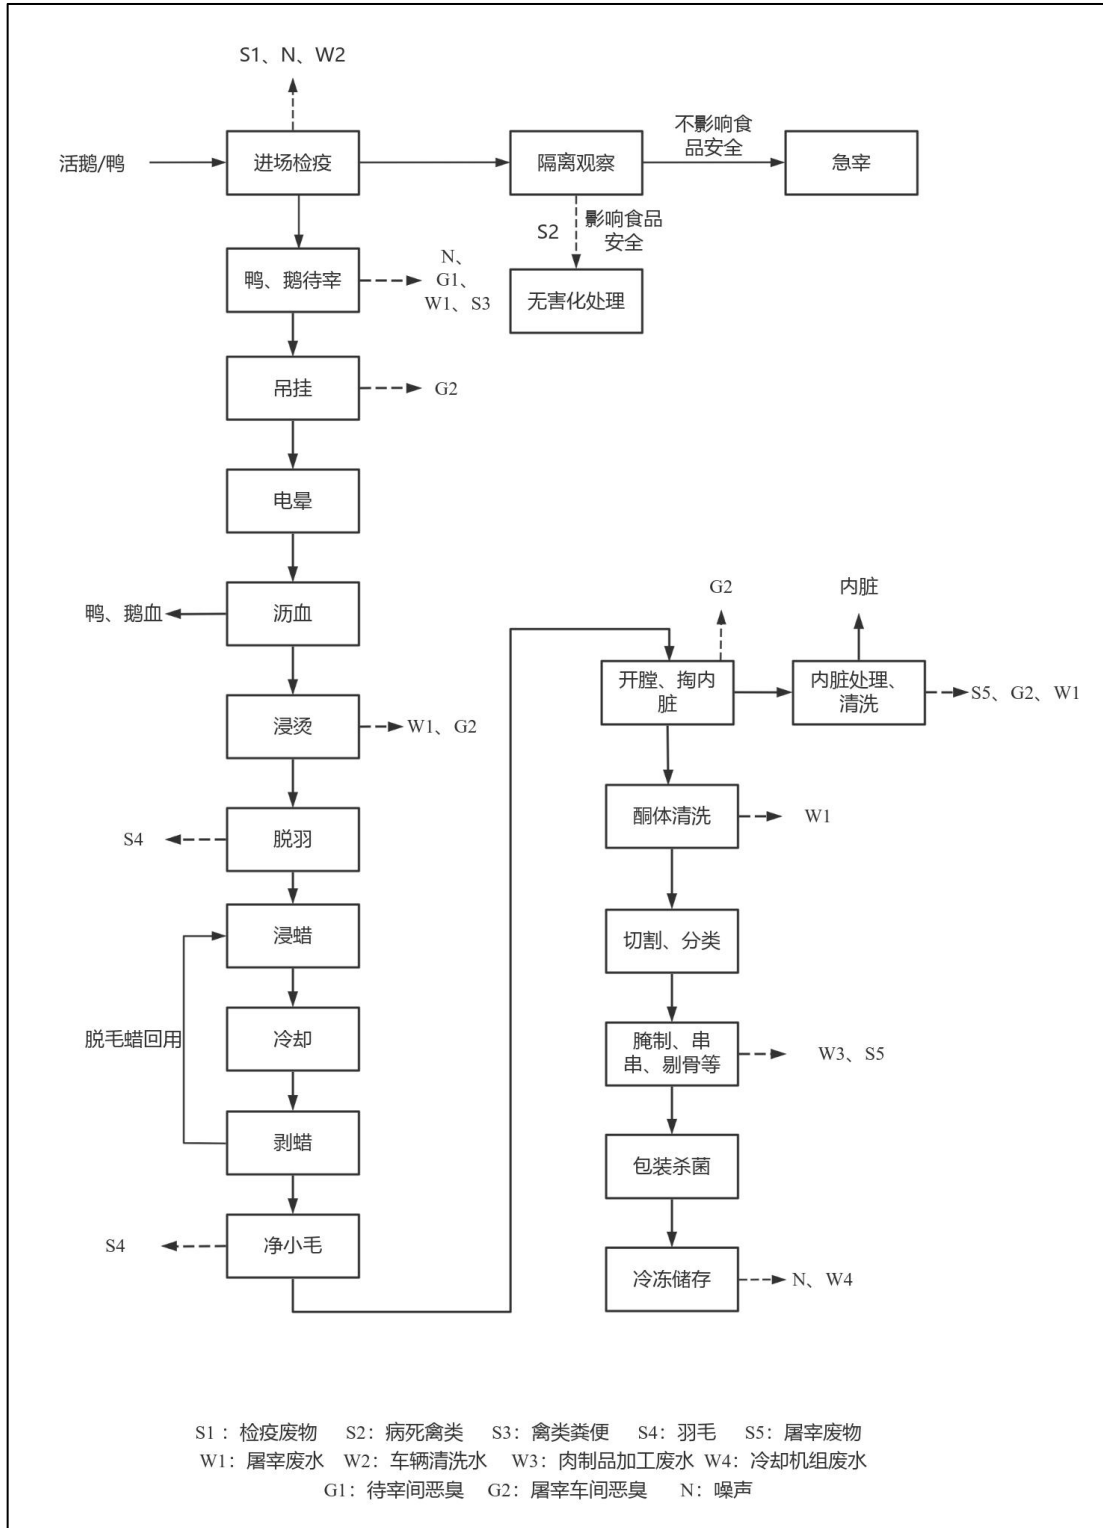 S1、N、W2
活鹅/鸭
进场检疫
隔离观察
不影响食
品安全
急宰
S2
影响食品
安全
无害化处理
鸭、鹅待宰
N、
G1、
W1、S3
吊挂
G2
电晕
沥血
鸭、鹅血
浸烫
W1、G2
脱羽
S4
浸蜡
脱毛蜡回用
冷却
剥蜡
净小毛
S4
G2
内脏
开膛、掏内
脏
内脏处理、
清洗
S5、G2、W1
酮体清洗
W1
切割、分类
腌制、串
串、剔骨等
W3、S5
包装杀菌
冷冻储存
N、W4
S1：检疫废物 S2：病死禽类 S3：禽类粪便 S4：羽毛 S5：屠宰废物
W1：屠宰废水 W2：车辆清洗水 W3：肉制品加工废水 W4：冷却机组废水
G1：待宰间恶臭 G2：屠宰车间恶臭 N：噪声